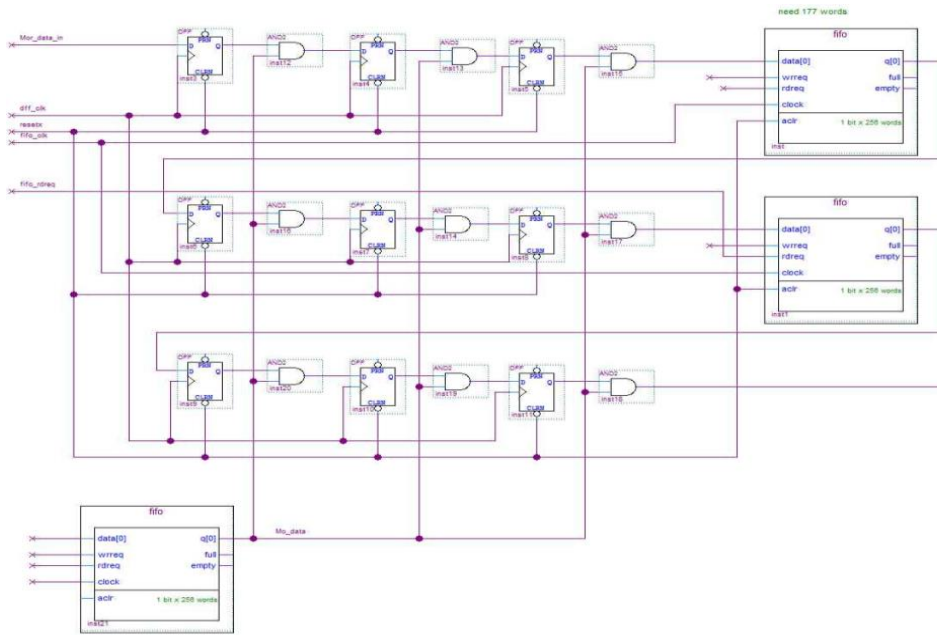 need 177 words
DFF
Mor_data_in
D PRN Q
CLRN
inst3
AND2
inst12
DFF
D PRN Q
CLRN
inst4
AND2
inst13
DFF
D PRN Q
CLRN
inst5
AND2
inst15
fifo
data[0] q[0]
wrreq full
rdreq empty
clock
aclr 1 bit x 256 words
inst
dff_clk
resetx
fifo_clk
fifo_rdreq
DFF
D PRN Q
CLRN
inst6
AND2
inst16
DFF
D PRN Q
CLRN
inst7
AND2
inst14
DFF
D PRN Q
CLRN
inst8
AND2
inst17
fifo
data[0] q[0]
wrreq full
rdreq empty
clock
aclr 1 bit x 256 words
inst1
DFF
D PRN Q
CLRN
inst9
AND2
inst20
DFF
D PRN Q
CLRN
inst10
AND2
inst19
DFF
D PRN Q
CLRN
inst11
AND2
inst18
fifo
data[0] q[0]
wrreq full
rdreq empty
clock
aclr 1 bit x 256 words
inst21
Mo_data